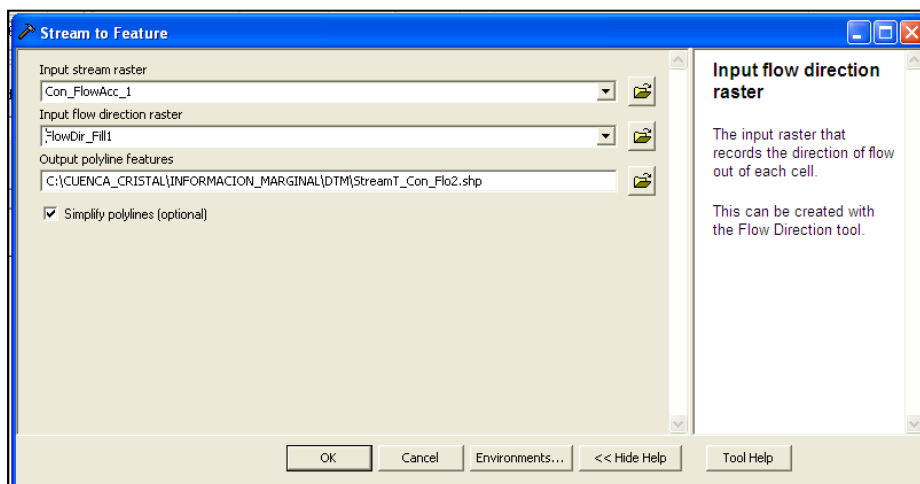 Stream to Feature
Input stream raster
Con_FlowAcc_1
Input flow direction raster
FlowDir_Fill1
Output polyline features
C:\CUENCA_CRISTAL\INFORMACION_MARGINAL\DTM\StreamT_Con_Flo2.shp
Simplify polylines (optional)
OK
Cancel
Environments...
<< Hide Help
Input flow direction
raster
The input raster that
records the direction of flow
out of each cell.
This can be created with
the Flow Direction tool.
Tool Help